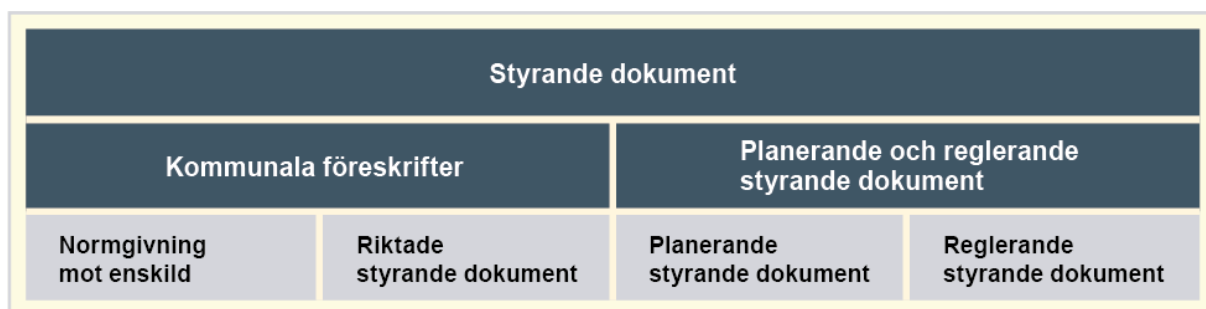 Styrande dokument
Kommunala föreskrifter
Planerande och reglerande
styrande dokument
Normgivning
mot enskild
Riktade
styrande dokument
Planerande
styrande dokument
Reglerande
styrande dokument